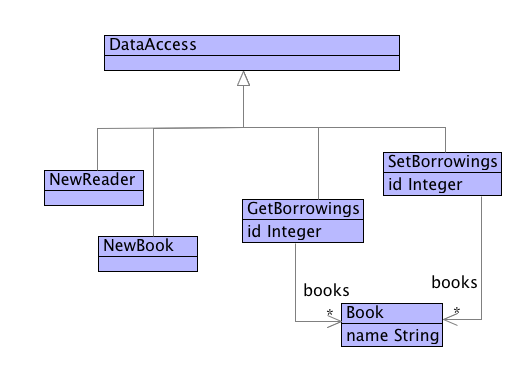 DataAccess
NewReader
SetBorrowings
id Integer
GetBorrowings
id Integer
NewBook
books
books
*
*
Book
name String